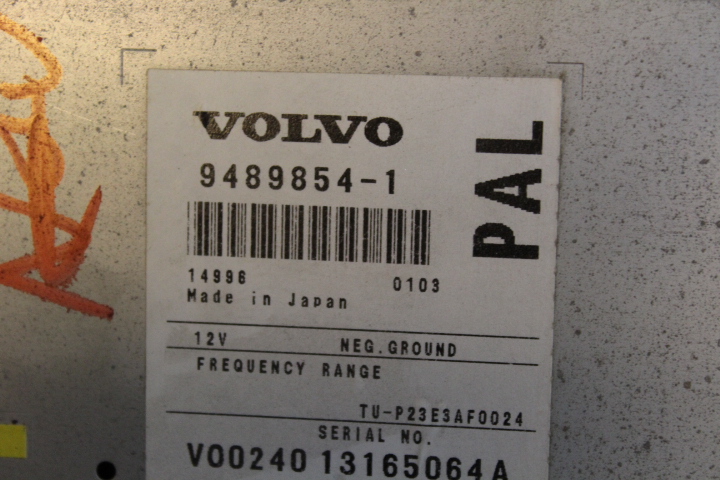 VOLVO
9489854-1
PAL
14996 0103
Made in Japan
12V NEG.GROUND
FREQUENCY RANGE
TU-P23E3AF0024
SERIAL NO.
V00240 13165064A